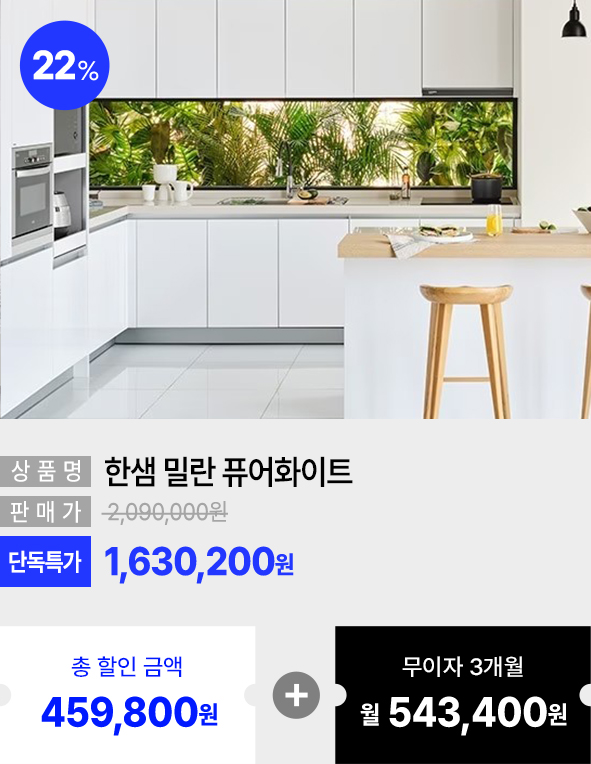 22%
상품명 한샘 밀란 퓨어화이트
판매가 2,090,000원
단독특가 1,630,200원
총 할인 금액
459,800원
+
무이자 3개월
월 543,400원